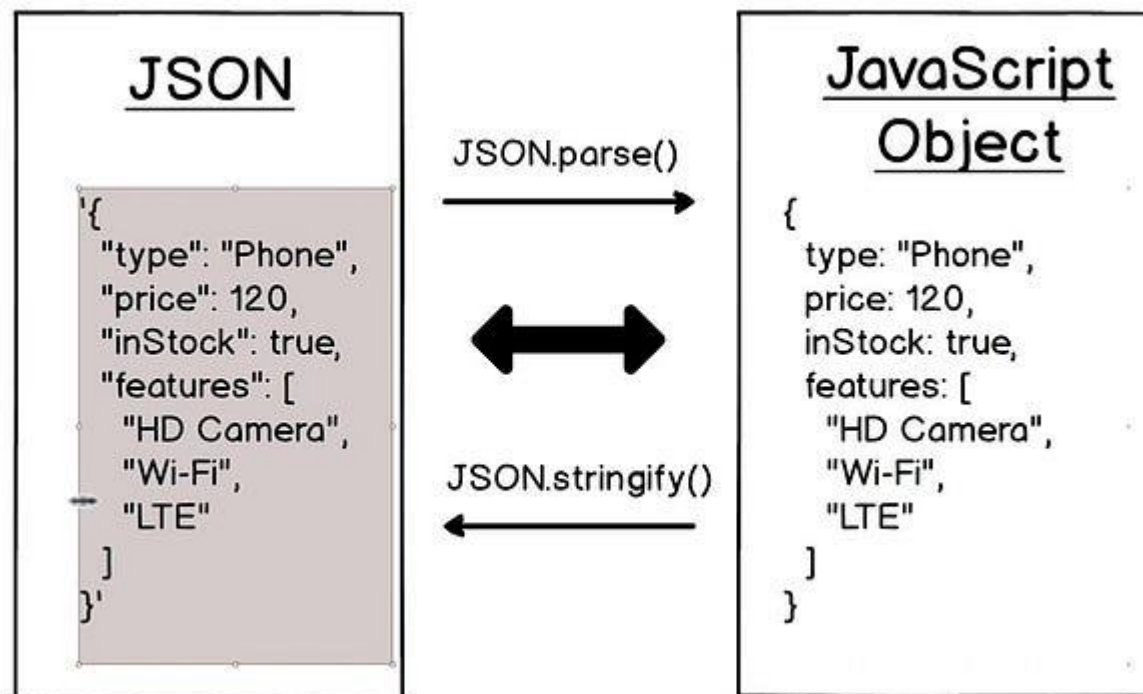 JSON
'{
"type": "Phone",
"price": 120,
"inStock": true,
"features": [
"HD Camera",
"Wi-Fi",
"LTE"
]
}'
JSON.parse()
JSON.stringify()
JavaScript
Object
{
type: "Phone",
price: 120,
inStock: true,
features: [
"HD Camera",
"Wi-Fi",
"LTE"
]
}